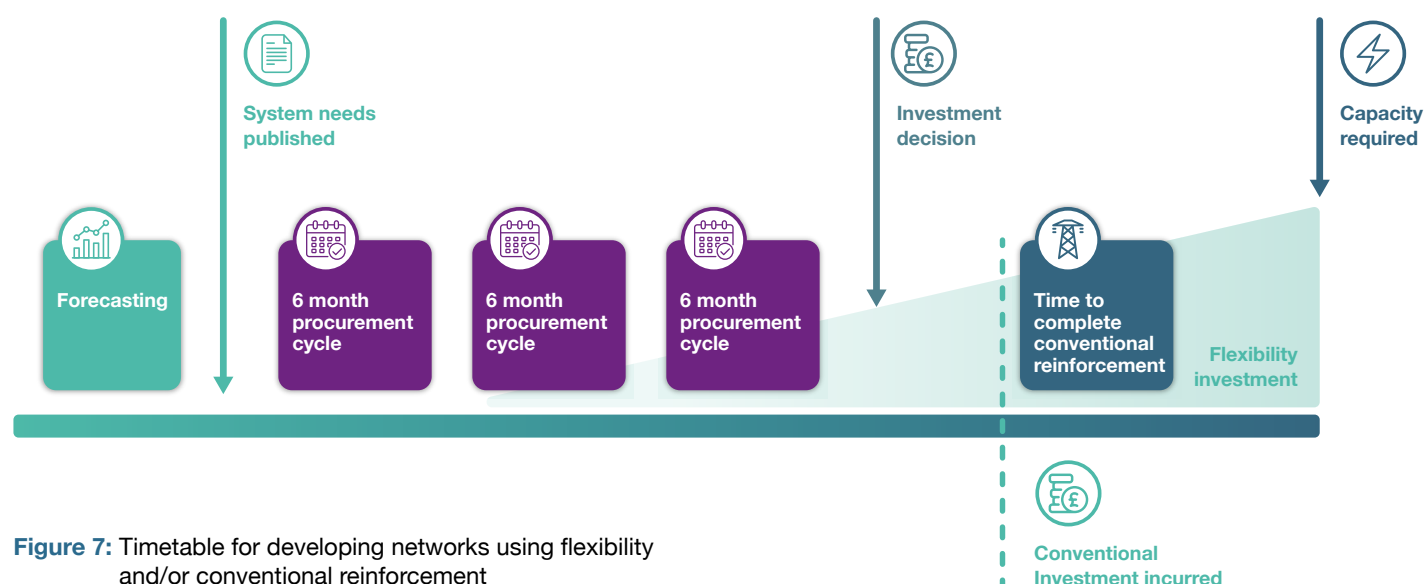 System needs
published
Investment
decision
Capacity
required
Forecasting
6 month
procurement
cycle
6 month
procurement
cycle
6 month
procurement
cycle
Time to
complete
conventional
reinforcement
Flexibility
investment
Conventional
Investment incurred
Figure 7: Timetable for developing networks using flexibility
and/or conventional reinforcement